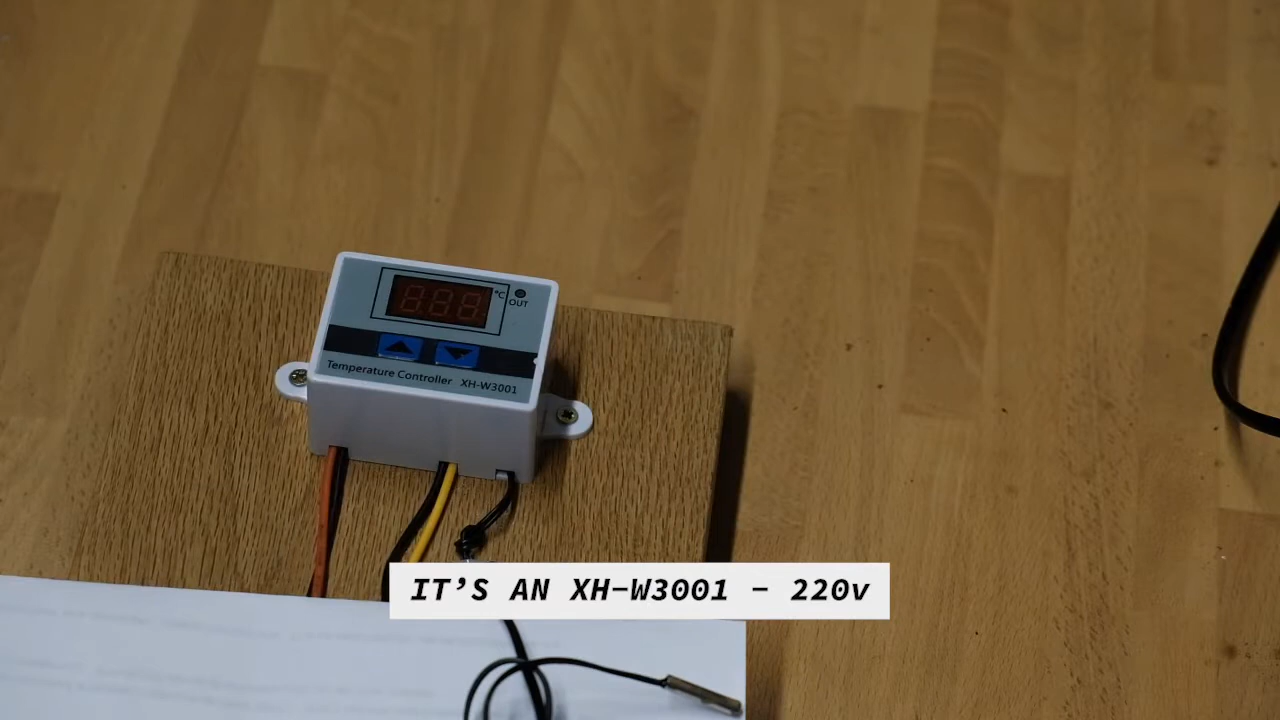 °C
OUT
Temperature Controller XH-W3001
IT’S AN XH-W3001 - 220v